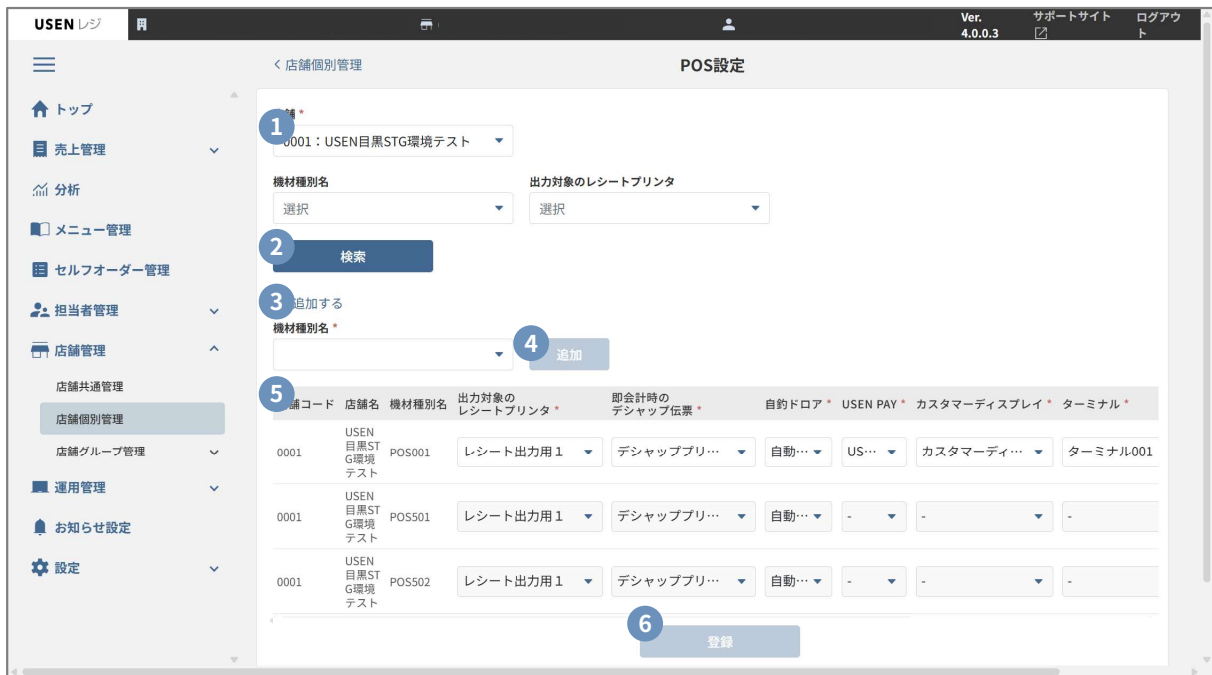 USEN レジ
Ver.
4.0.0.3
サポートサイト
ログアウ
ト
< 店舗個別管理
POS設定
トップ
売上管理
分析
メニュー管理
セルフオーダー管理
担当者管理
店舗管理
店舗共通管理
店舗個別管理
店舗グループ管理
運用管理
お知らせ設定
設定
1
舗 *
0001：USEN目黒STG環境テスト
機材種別名
出力対象のレシートプリンタ
選択
選択
2
検索
3
追加する
機材種別名 *
4
追加
5
舗コード 店舗名 機材種別名 出力対象の
レシートプリンタ * 即会計時の
デシャップ伝票 * 自釣ドロア * USEN PAY * カスタマーディスプレイ * ターミナル *
0001 USEN
目黒ST
G環境
テスト POS001 レシート出力用１ デシャッププリ… 自動… US… カスタマーディ… ターミナル001
0001 USEN
目黒ST
G環境
テスト POS501 レシート出力用１ デシャッププリ… 自動… - - -
0001 USEN
目黒ST
G環境
テスト POS502 レシート出力用１ デシャッププリ… 自動… - - -
6
登録